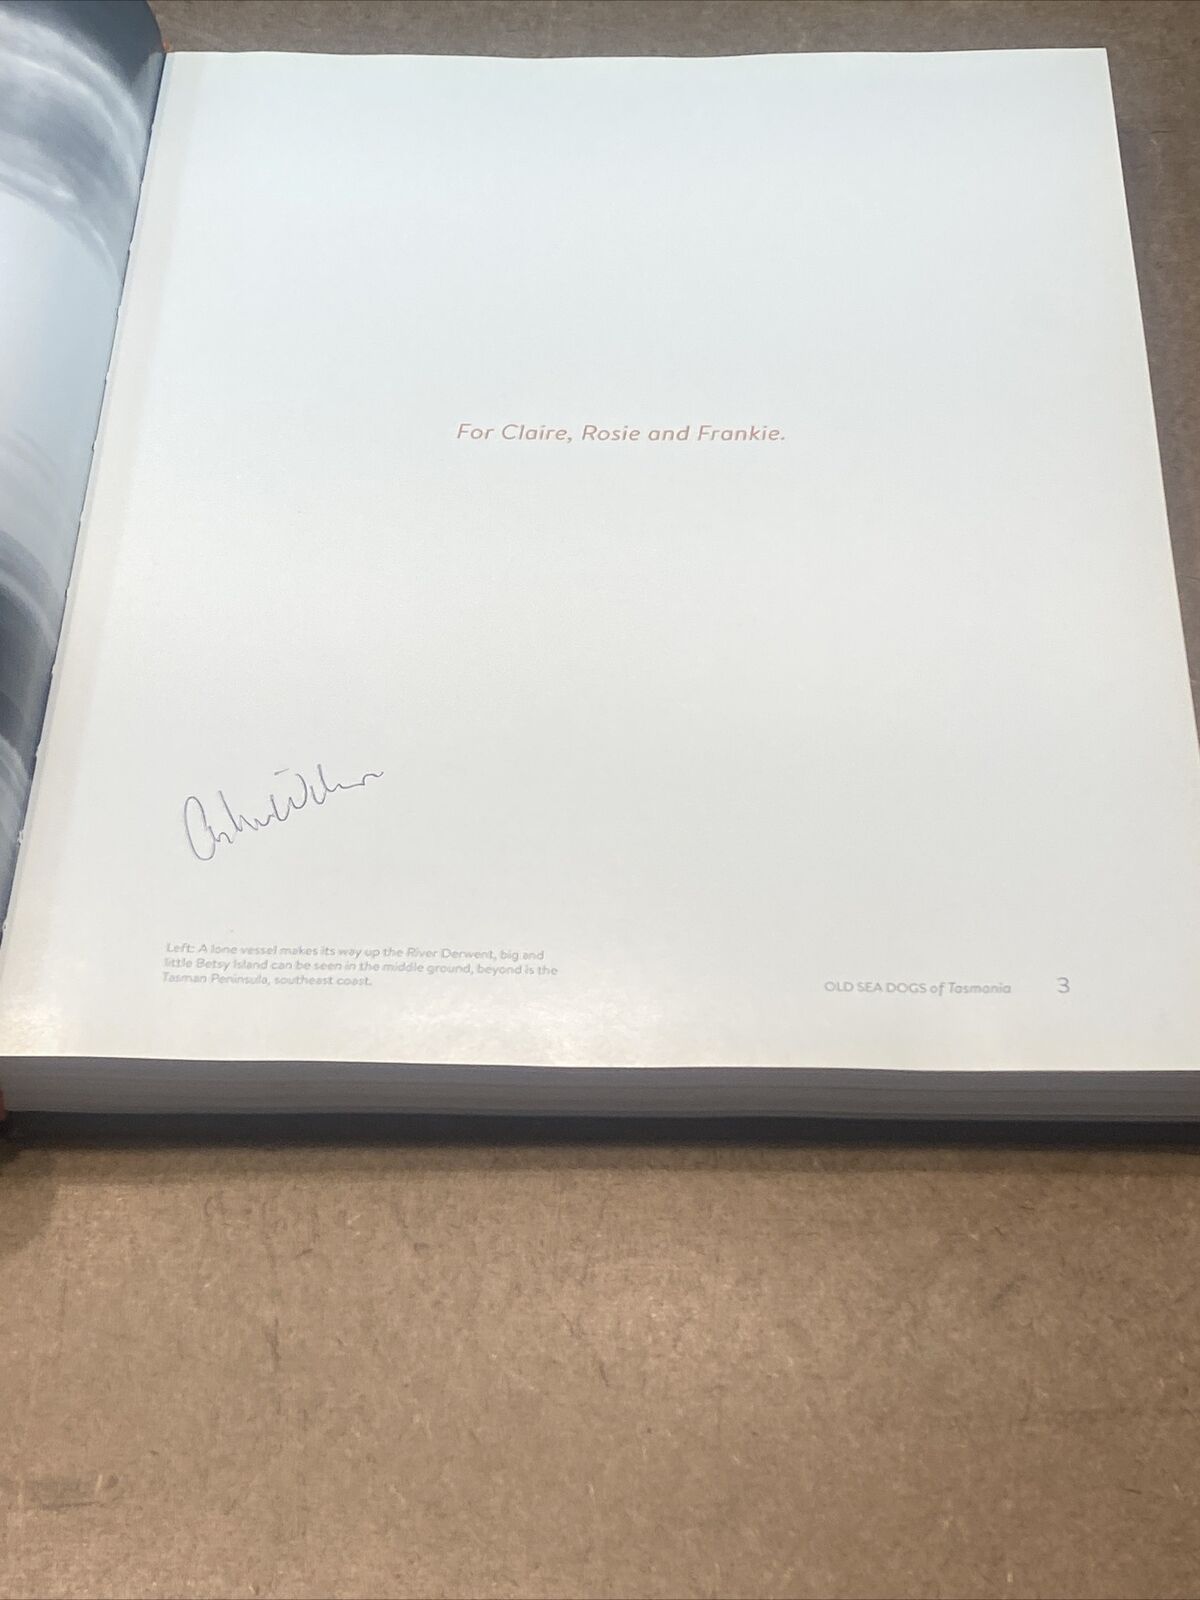 For Claire, Rosie and Frankie.
Left: A lone vessel makes its way up the River Derwent, big and
little Betsy Island can be seen in the middle ground, beyond is the
Tasman Peninsula, southeast coast.
OLD SEA DOGS of Tasmania 3